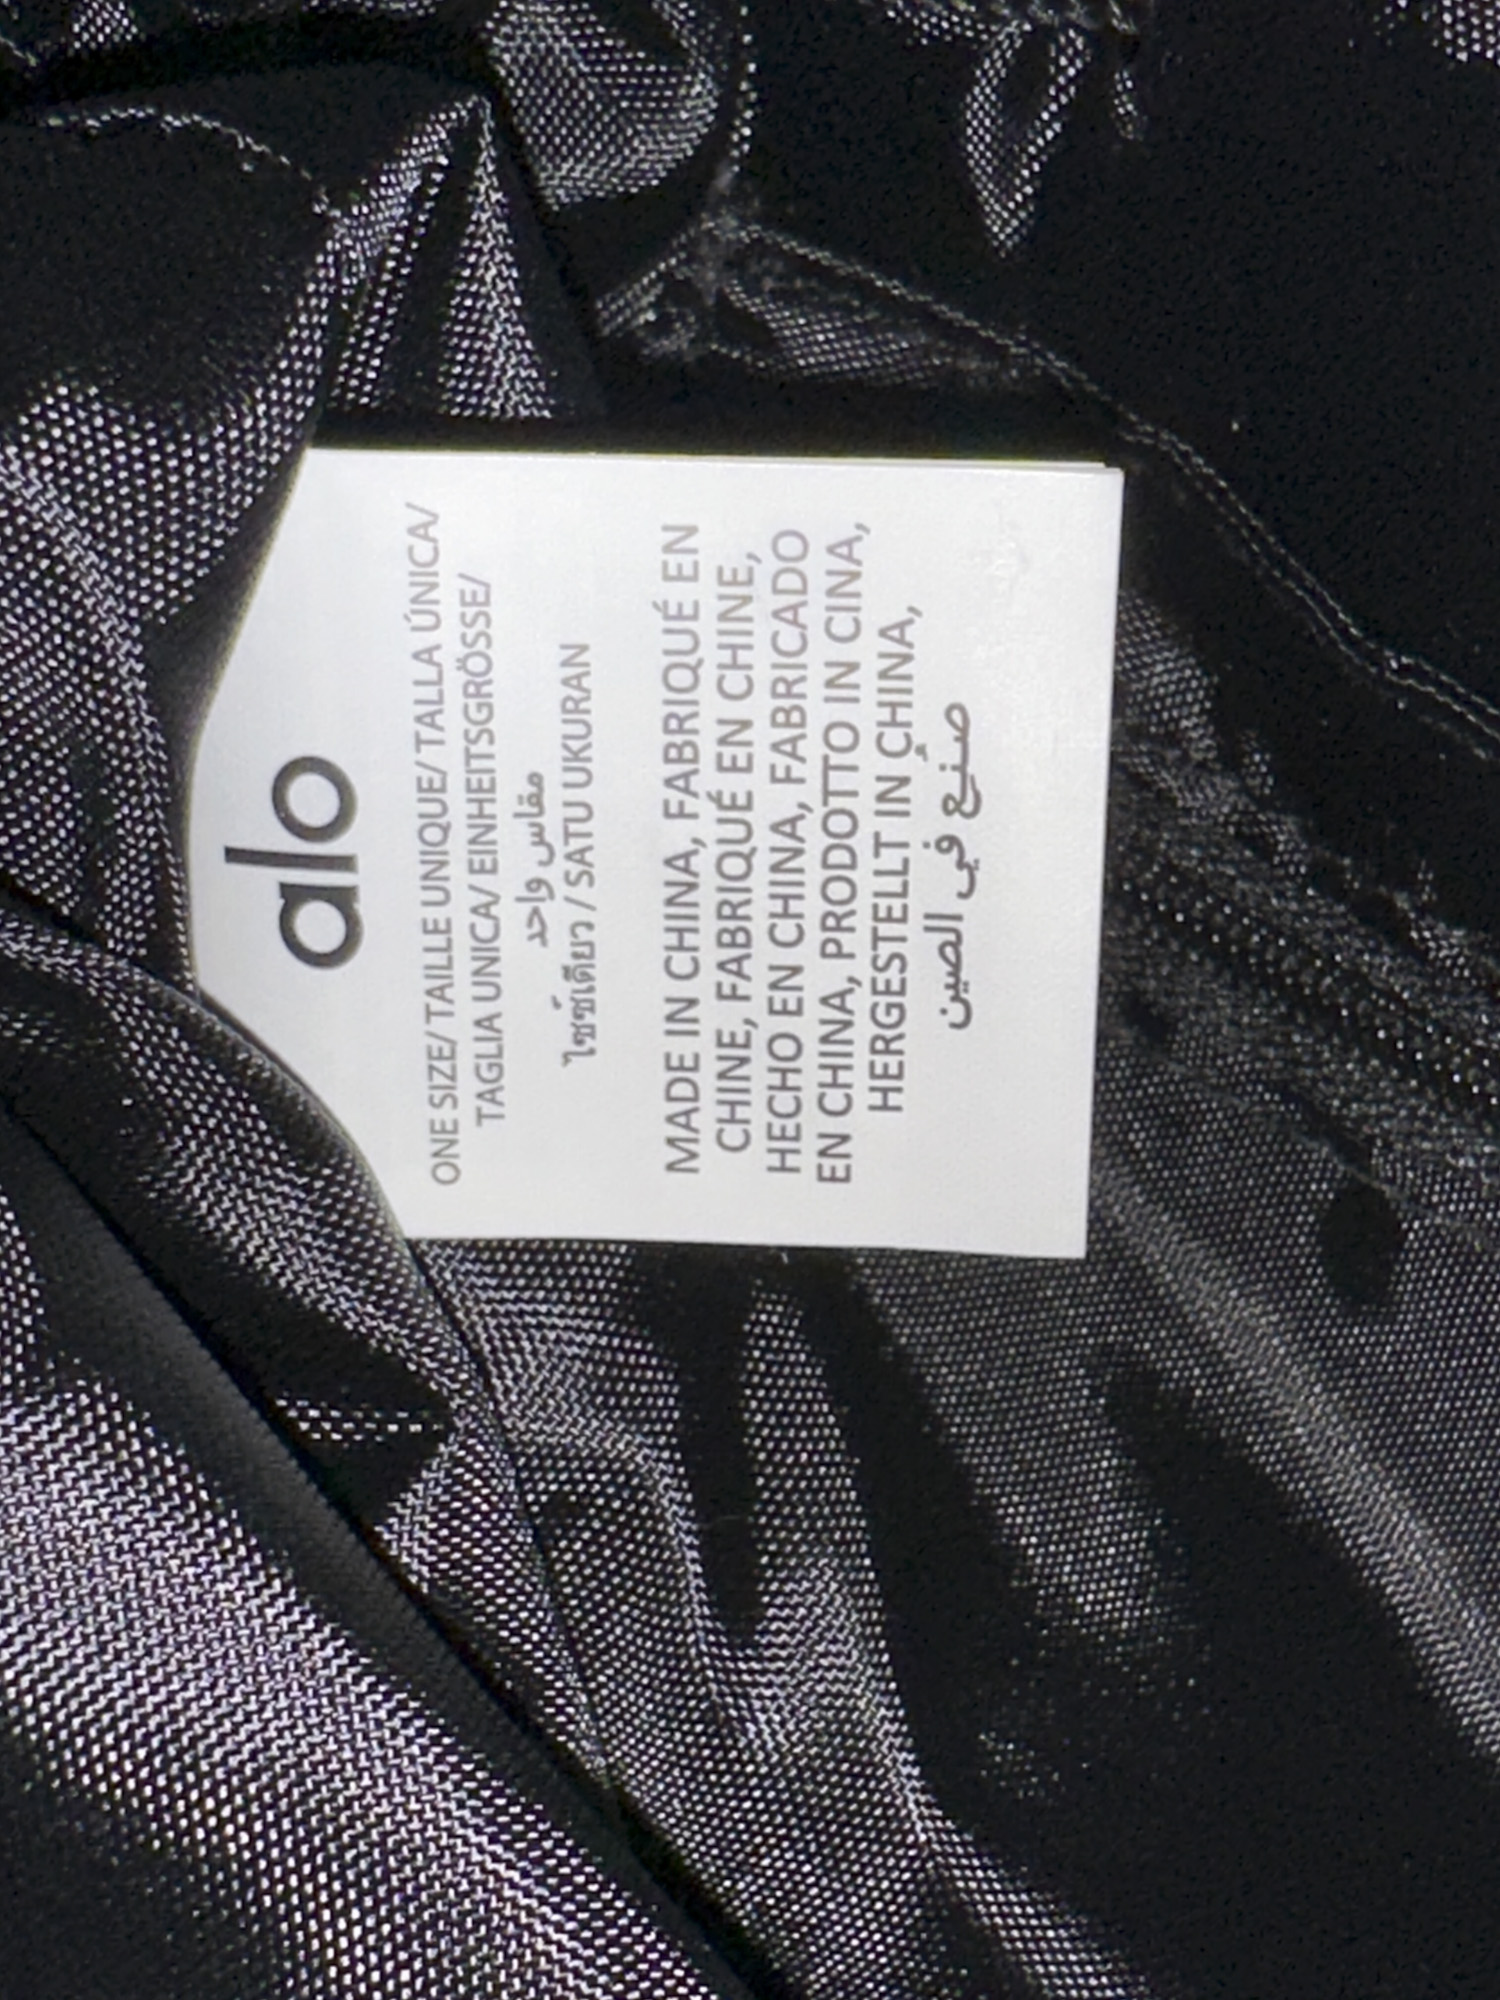 alo
ONE SIZE/ TAILLE UNIQUE/ TALLA ÚNICA/
TAGLIA UNICA/ EINHEITSGRÖSSE/
مقاس واحد
ไซซ์เดียว / SATU UKURAN
MADE IN CHINA, FABRIQUÉ EN
CHINE, FABRIQUÉ EN CHINE,
HECHO EN CHINA, FABRICADO
EN CHINA, PRODOTTO IN CINA,
HERGESTELLT IN CHINA,
صُنِع في الصين